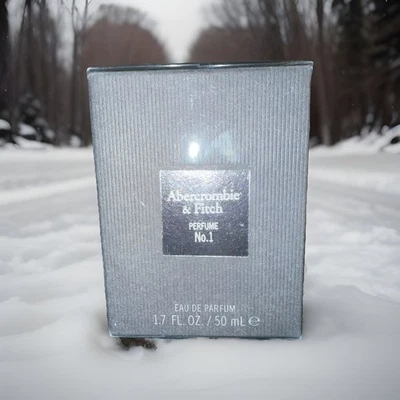 Abercrombie
& Fitch
PERFUME
No.1
EAU DE PARFUM
1.7 FL. OZ. / 50 mL ℮